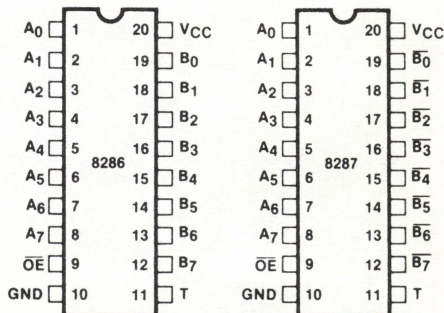 A0 1 20 VCC A0 1 20 VCC
A1 2 19 B0 A1 2 19 B̅0̅
A2 3 18 B1 A2 3 18 B̅1̅
A3 4 17 B2 A3 4 17 B̅2̅
A4 5 16 B3 A4 5 16 B̅3̅
8286 8287
A5 6 15 B4 A5 6 15 B̅4̅
A6 7 14 B5 A6 7 14 B̅5̅
A7 8 13 B6 A7 8 13 B̅6̅
O̅E̅ 9 12 B7 O̅E̅ 9 12 B̅7̅
GND 10 11 T GND 10 11 T